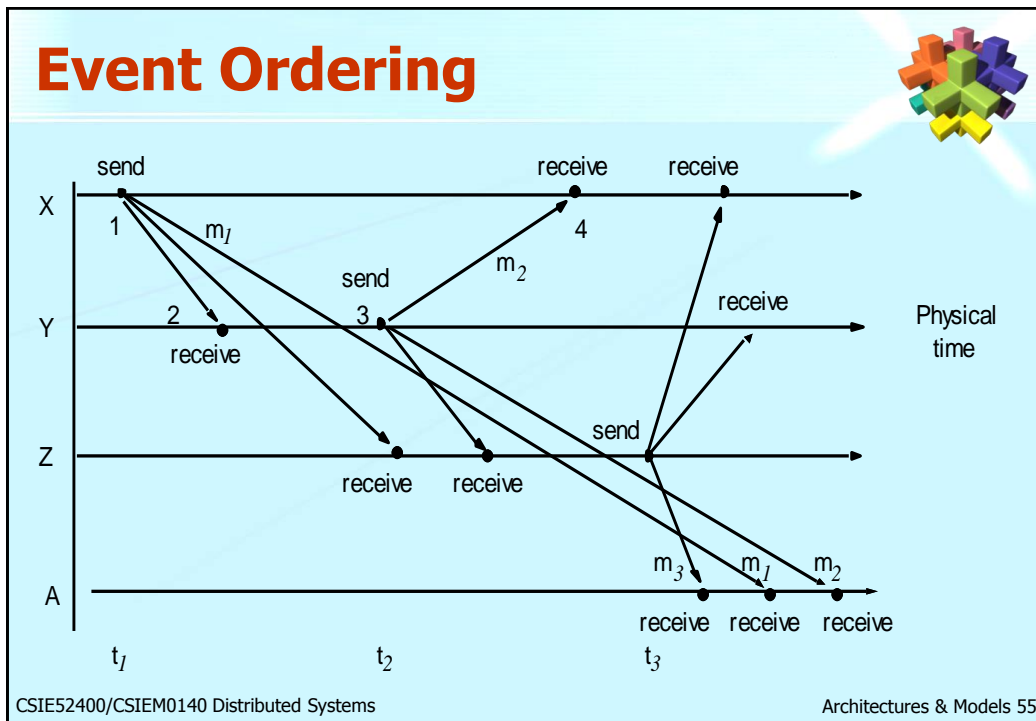 Event Ordering
send
receive
receive
X
1
m1
4
m2
send
receive
2
3
Y
receive
Physical
time
send
Z
receive
receive
m3
m1
m2
A
receive
receive
receive
t1
t2
t3
CSIE52400/CSIEM0140 Distributed Systems
Architectures & Models 55